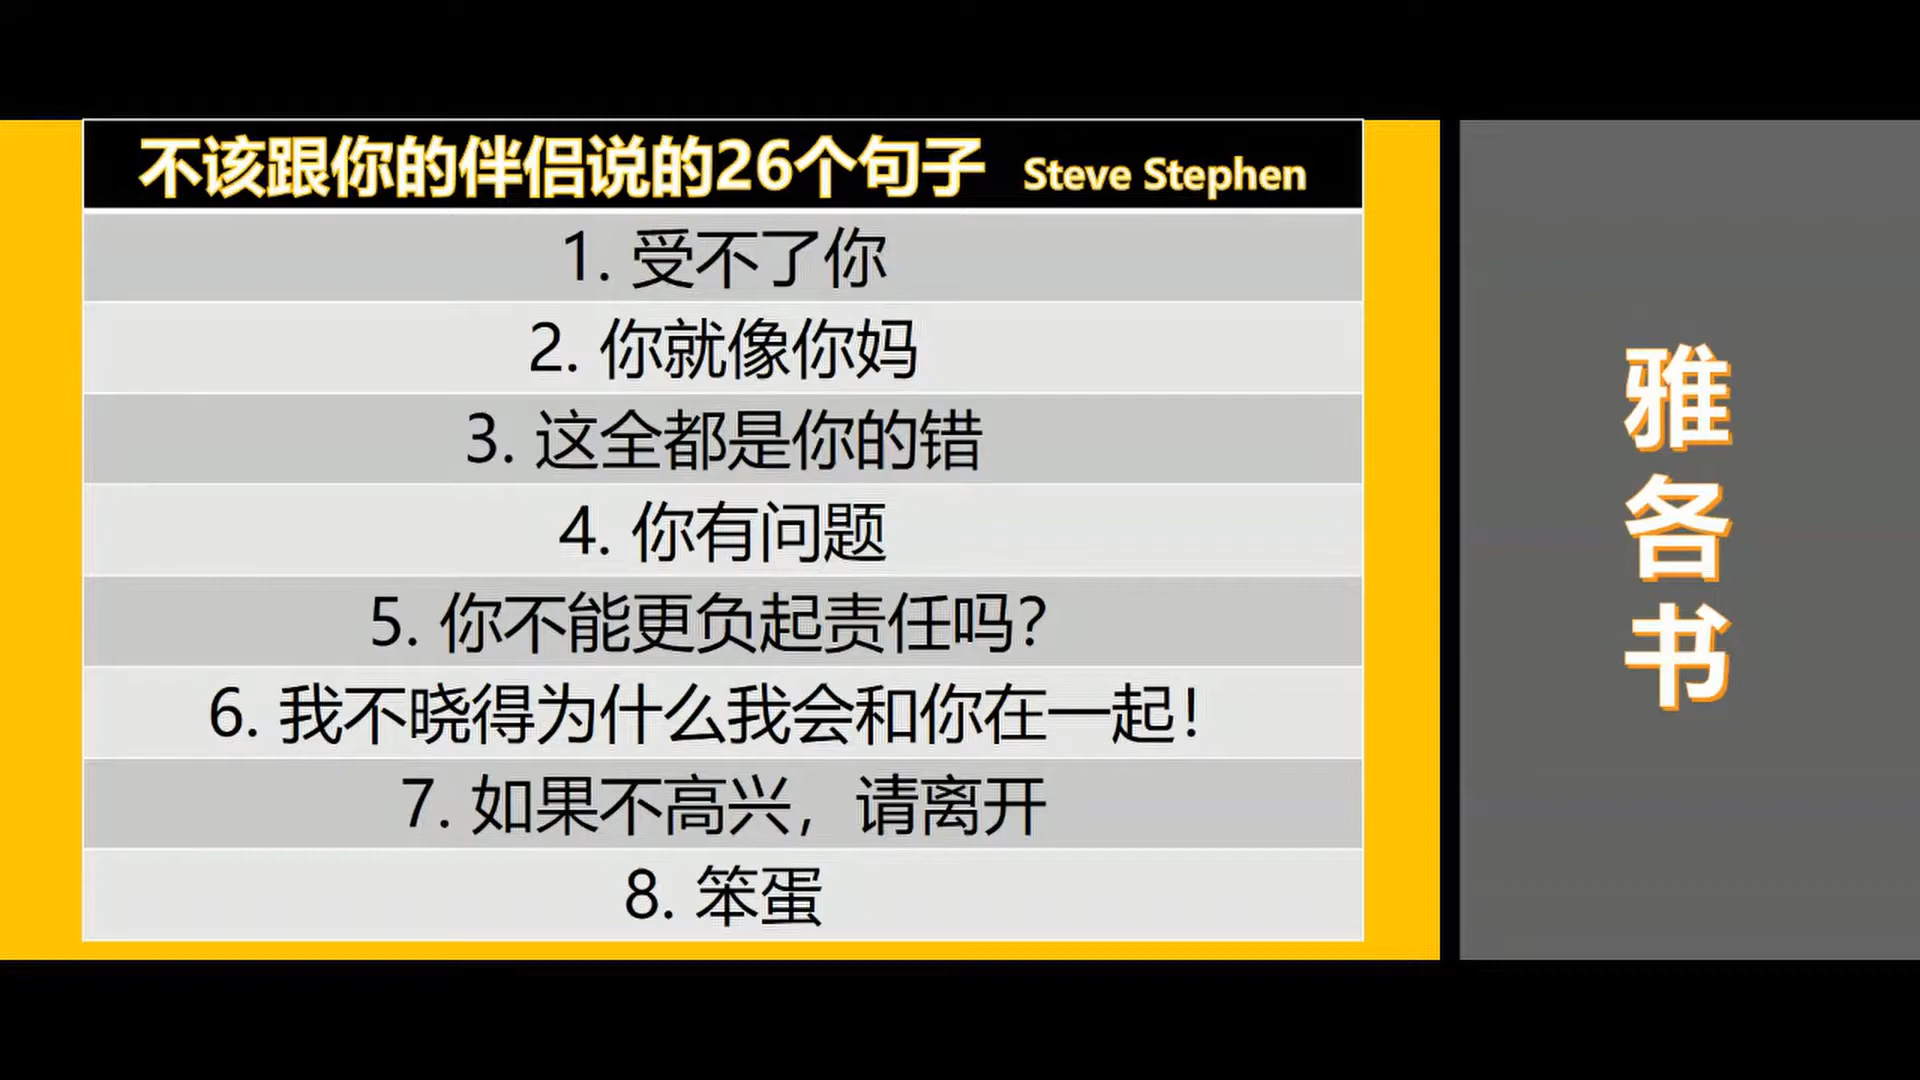 不该跟你的伴侣说的26个句子 Steve Stephen
1. 受不了你
2. 你就像你妈
3. 这全都是你的错
4. 你有问题
5. 你不能更负起责任吗？
6. 我不晓得为什么我会和你在一起！
7. 如果不高兴，请离开
8. 笨蛋
雅各书